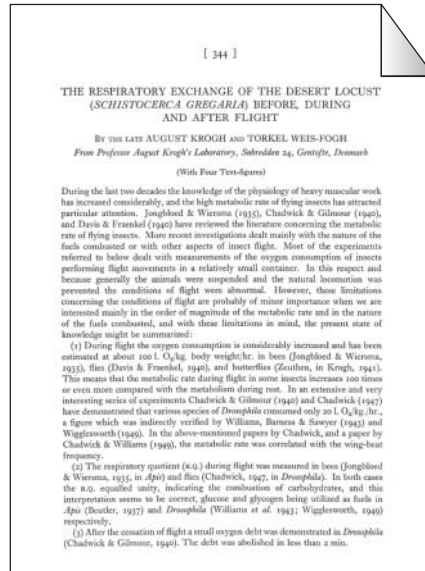 [ 344 ]
THE RESPIRATORY EXCHANGE OF THE DESERT LOCUST
(SCHISTOCERCA GREGARIA) BEFORE, DURING
AND AFTER FLIGHT
BY THE LATE AUGUST KROGH AND TORKEL WEIS-FOGH
From Professor August Krogh's Laboratory, Søbredden 24, Gentofte, Denmark
(With Four Text-figures)
During the last two decades the knowledge of the physiology of heavy muscular work
has increased considerably, and the high metabolic rate of flying insects has attracted
particular attention. Jongbloed & Wiersma (1935), Chadwick & Gilmour (1940),
and Davis & Fraenkel (1940) have reviewed the literature concerning the metabolic
rate of flying insects. More recent investigations dealt mainly with the nature of the
fuels combusted or with other aspects of insect flight. Most of the experiments
referred to below dealt with measurements of the oxygen consumption of insects
performing flight movements in a relatively small container. In this respect and
because generally the animals were suspended and the natural locomotion was
prevented the conditions of flight were abnormal. However, these limitations
concerning the conditions of flight are probably of minor importance when we are
interested mainly in the order of magnitude of the metabolic rate and in the nature
of the fuels combusted, and with these limitations in mind, the present state of
knowledge might be summarized:
(1) During flight the oxygen consumption is considerably increased and has been
estimated at about 100 l. O₂/kg. body weight/hr. in bees (Jongbloed & Wiersma,
1935), flies (Davis & Fraenkel, 1940), and butterflies (Zeuthen, in Krogh, 1941).
This means that the metabolic rate during flight in some insects increases 100 times
or even more compared with the metabolism during rest. In an extensive and very
interesting series of experiments Chadwick & Gilmour (1940) and Chadwick (1947)
have demonstrated that various species of Drosophila consumed only 20 l. O₂/kg./hr.,
a figure which was indirectly verified by Williams, Barness & Sawyer (1943) and
Wigglesworth (1949). In the above-mentioned papers by Chadwick, and a paper by
Chadwick & Williams (1949), the metabolic rate was correlated with the wing-beat
frequency.
(2) The respiratory quotient (R.Q.) during flight was measured in bees (Jongbloed
& Wiersma, 1935, in Apis) and flies (Chadwick, 1947, in Drosophila). In both cases
the R.Q. equalled unity, indicating the combustion of carbohydrates, and this
interpretation seems to be correct, glucose and glycogen being utilized as fuels in
Apis (Beutler, 1937) and Drosophila (Williams et al. 1943; Wigglesworth, 1949)
respectively.
(3) After the cessation of flight a small oxygen debt was demonstrated in Drosophila
(Chadwick & Gilmour, 1940). The debt was abolished in less than 2 min.